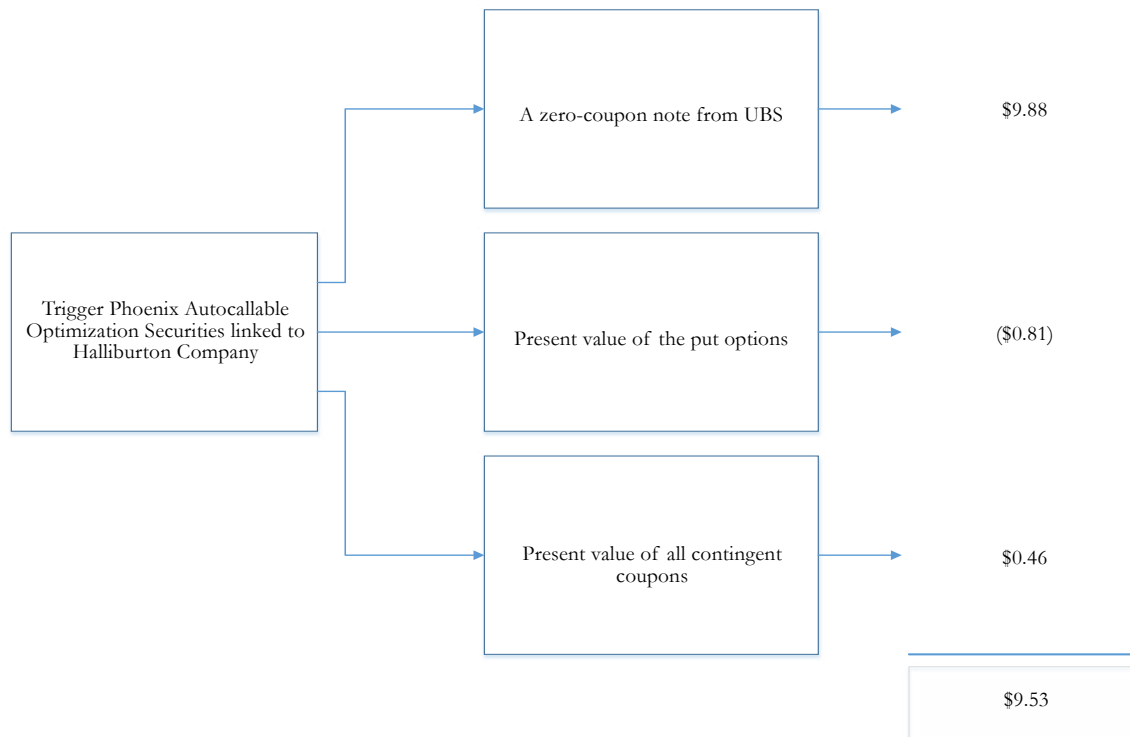 A zero-coupon note from UBS
$9.88
Trigger Phoenix Autocallable
Optimization Securities linked to
Halliburton Company
Present value of the put options
($0.81)
Present value of all contingent
coupons
$0.46
$9.53